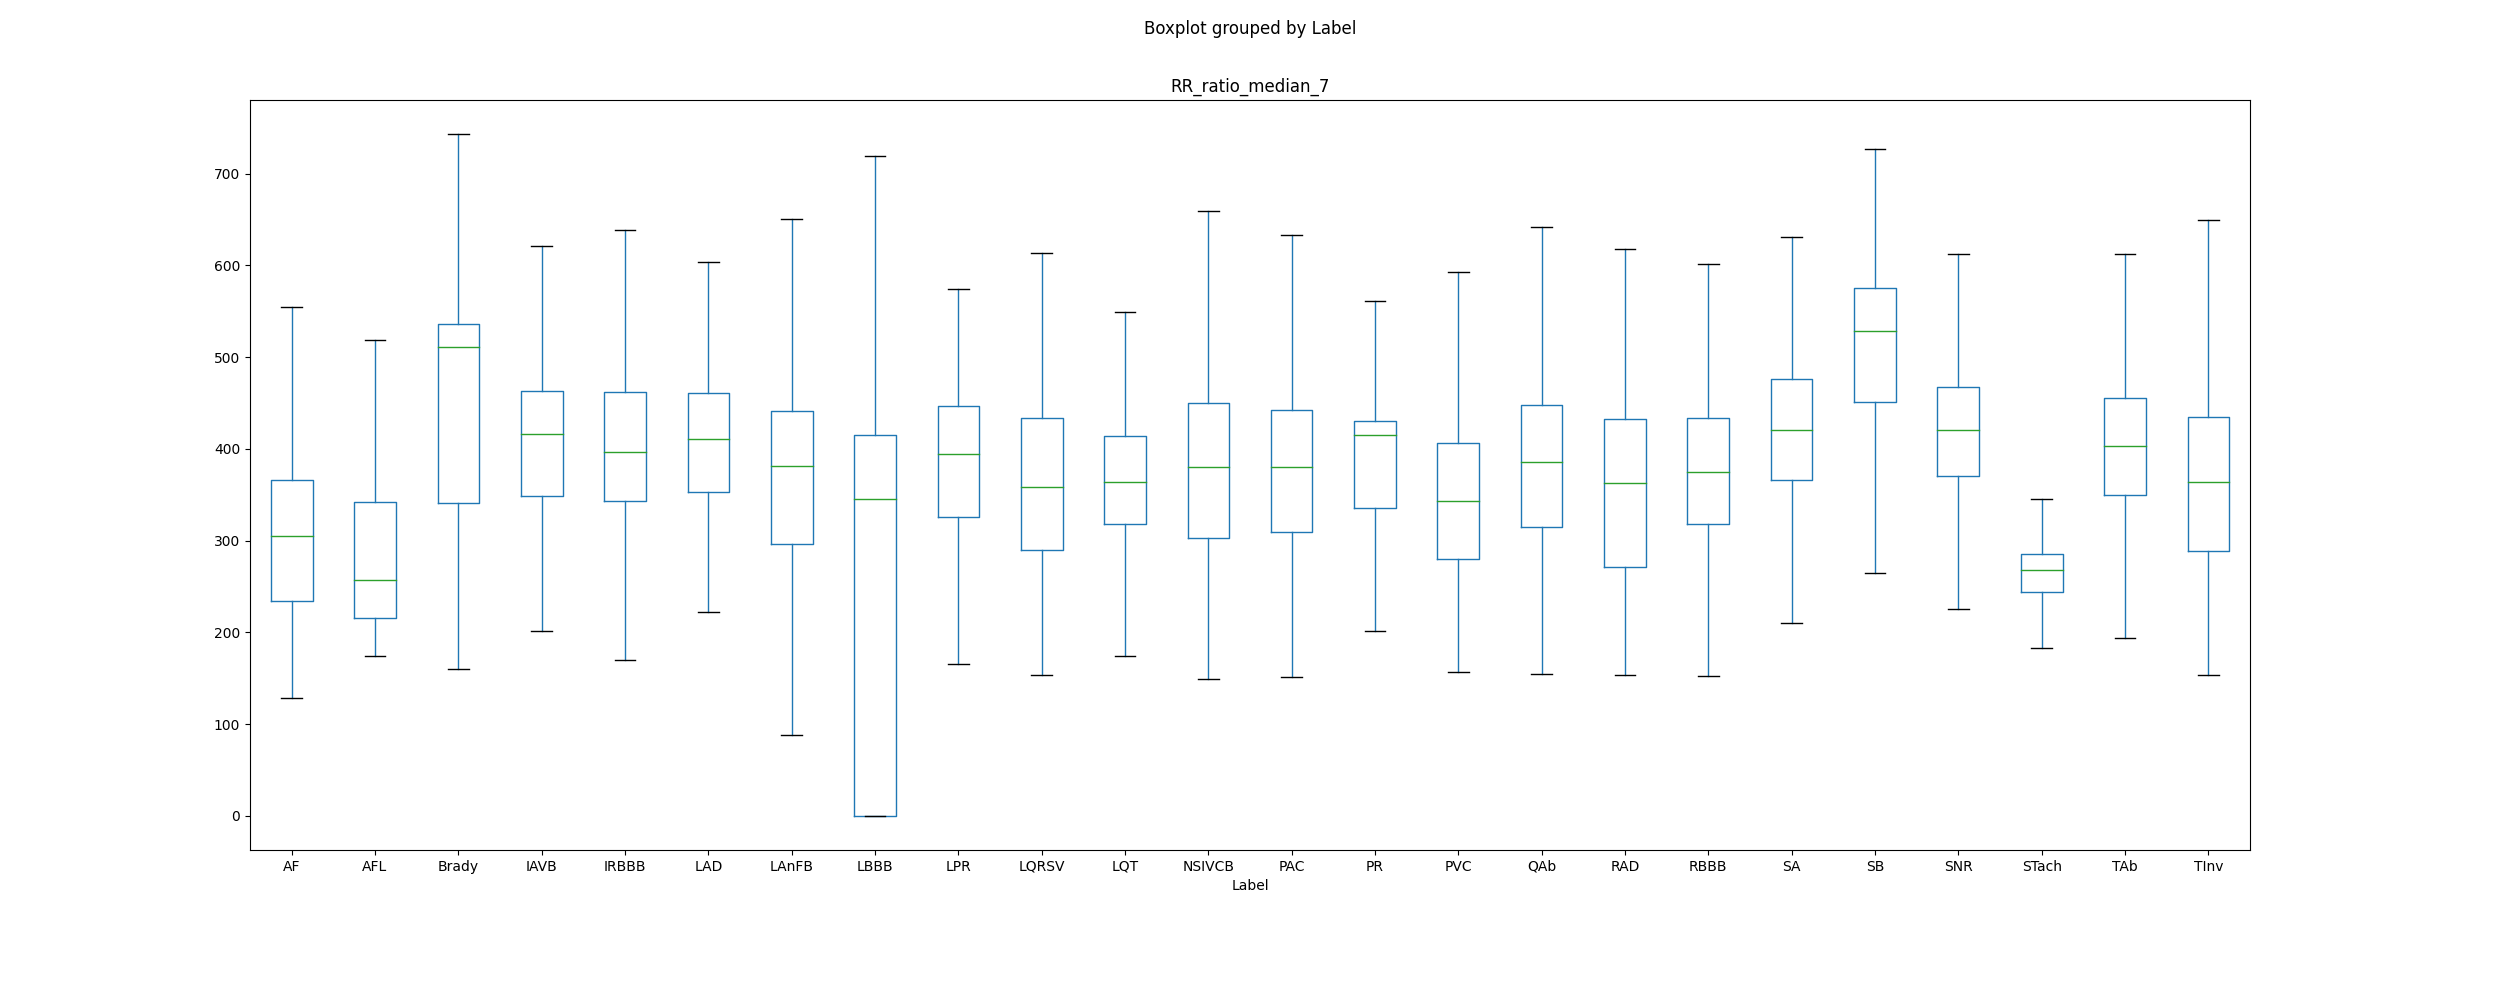 Boxplot grouped by Label
RR_ratio_median_7
700
600
500
400
300
200
100
0
AF AFL Brady IAVB IRBBB LAD LAnFB LBBB LPR LQRSV LQT NSIVCB PAC PR PVC QAb RAD RBBB SA SB SNR STach TAb TInv
Label